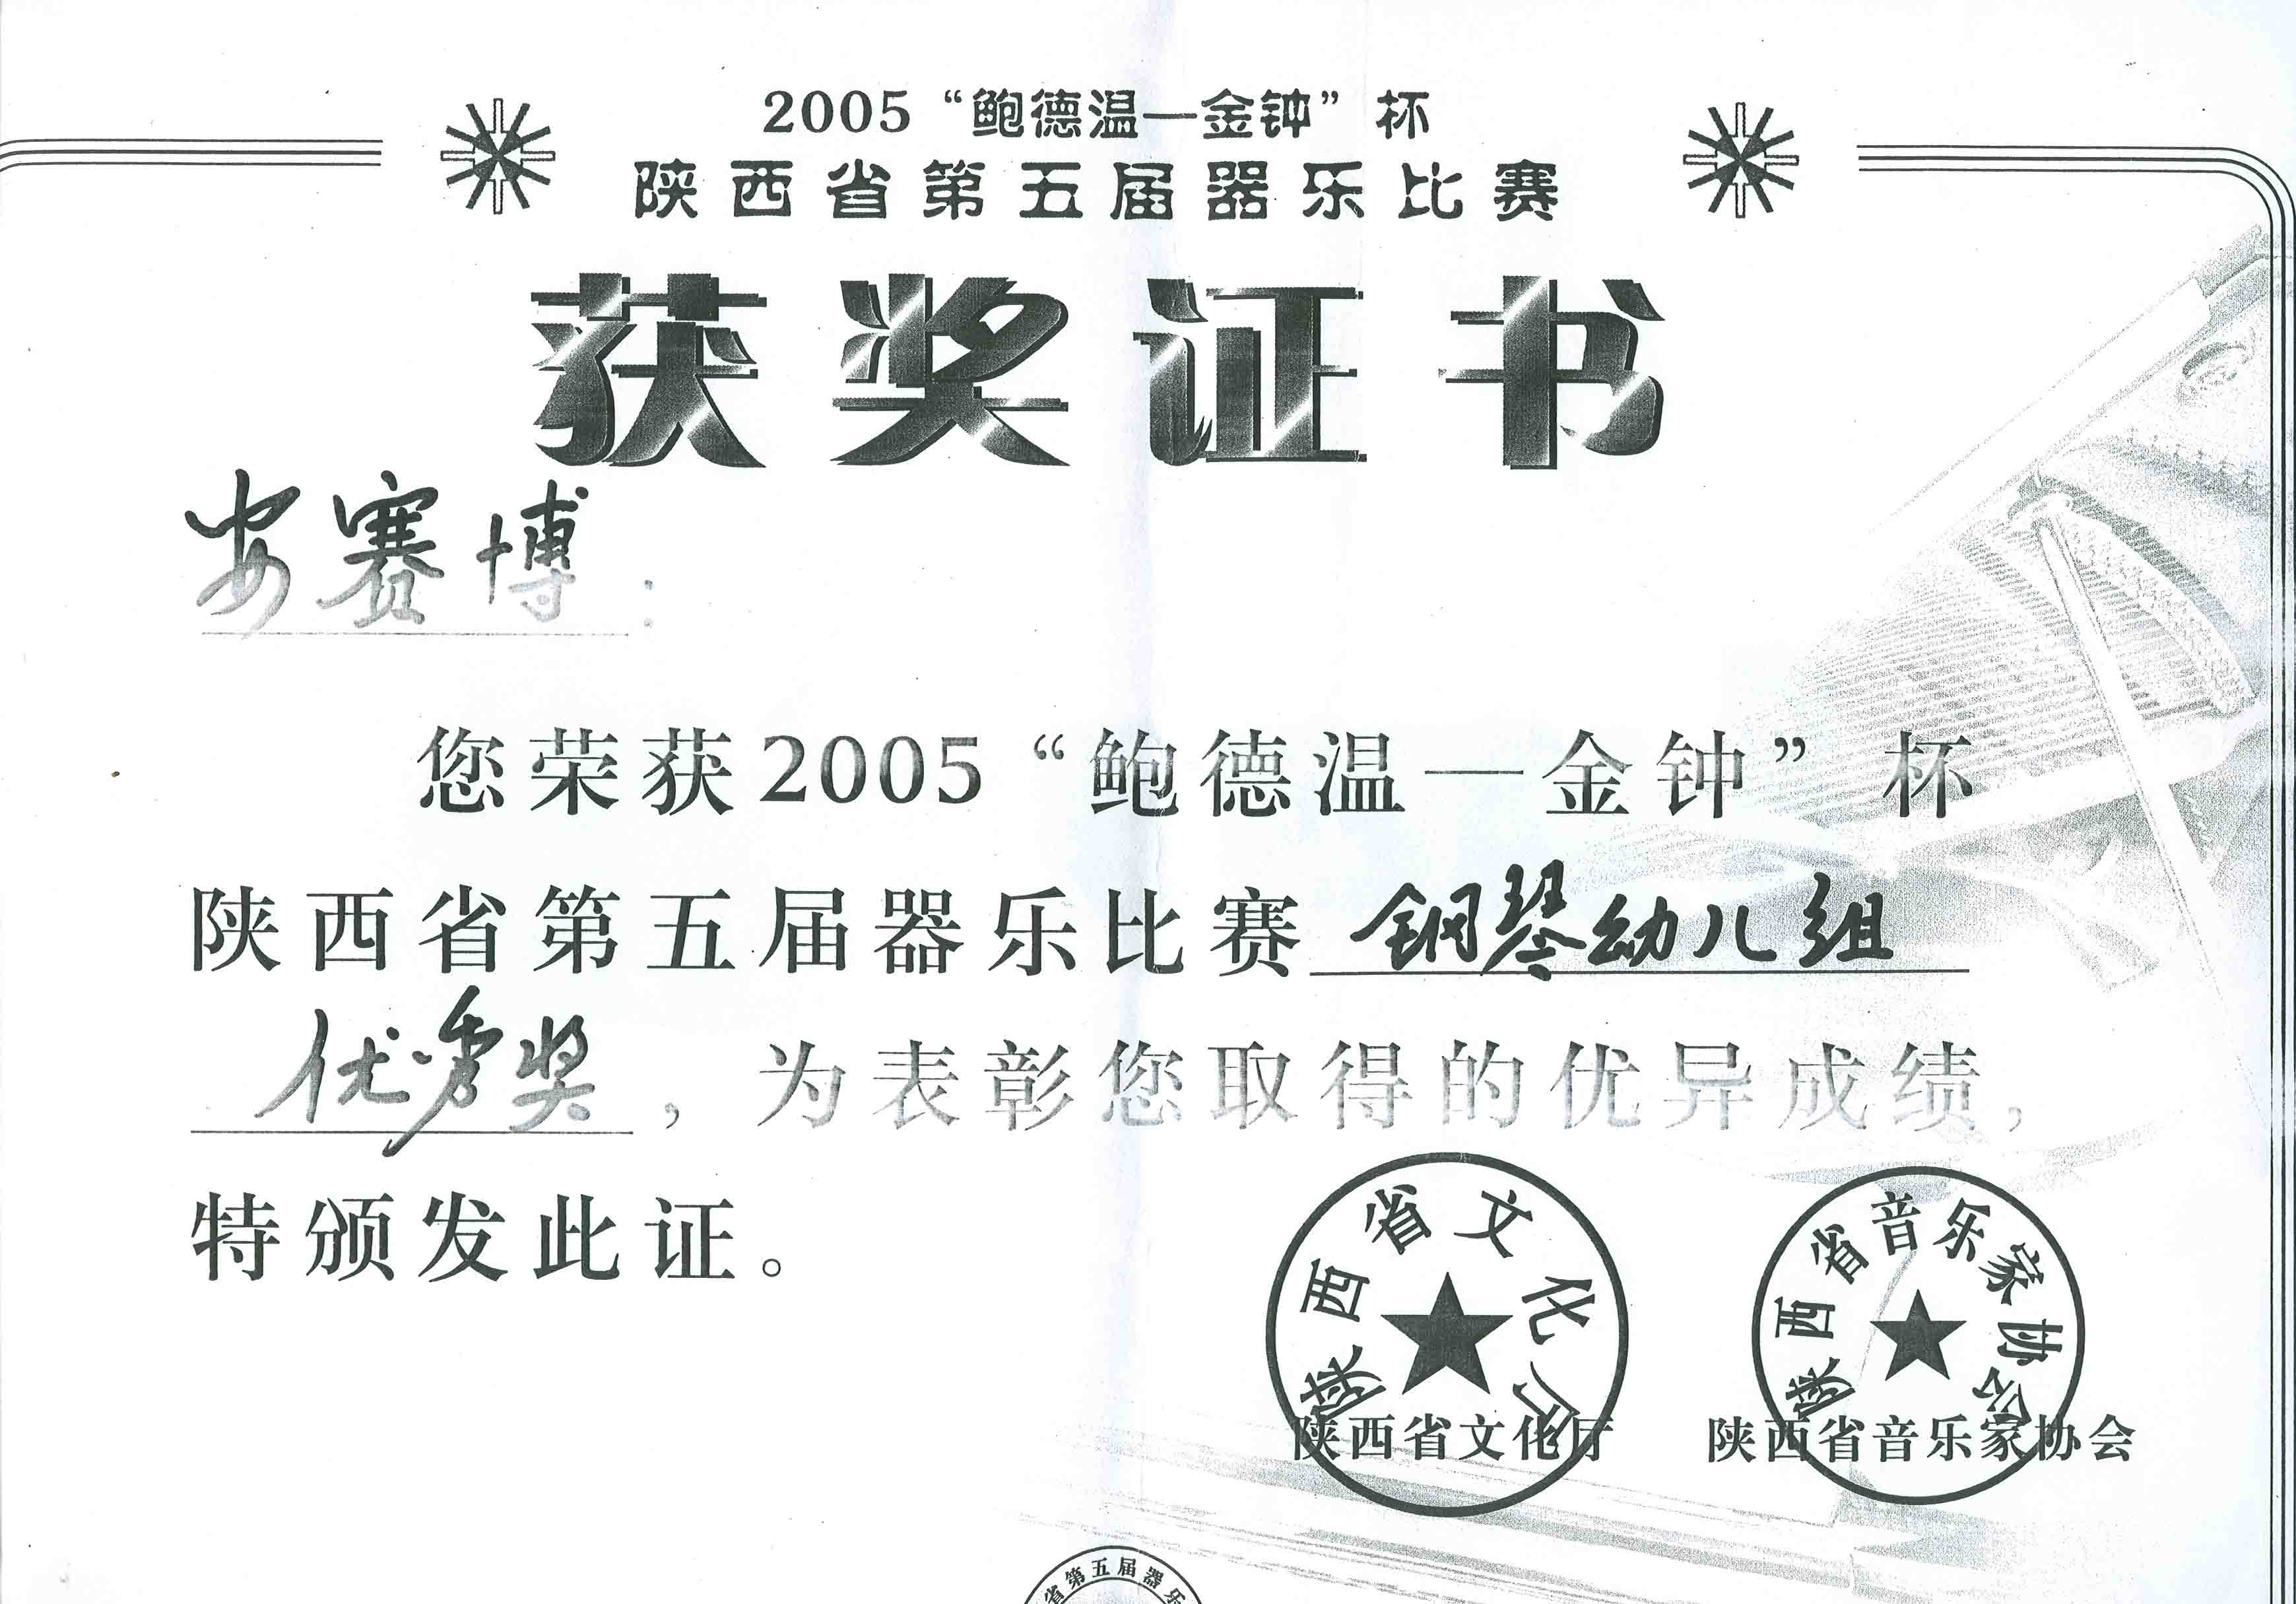 2005“鲍德温—金钟”杯
陕西省第五届器乐比赛
获奖证书
安赛博：
您荣获2005“鲍德温—金钟”杯
陕西省第五届器乐比赛钢琴幼儿组
优秀奖，为表彰您取得的优异成绩，
特颁发此证。
陕西省文化厅
陕西省音乐家协会
陕西省文化厅
陕西省音乐家协会
省第五届器乐